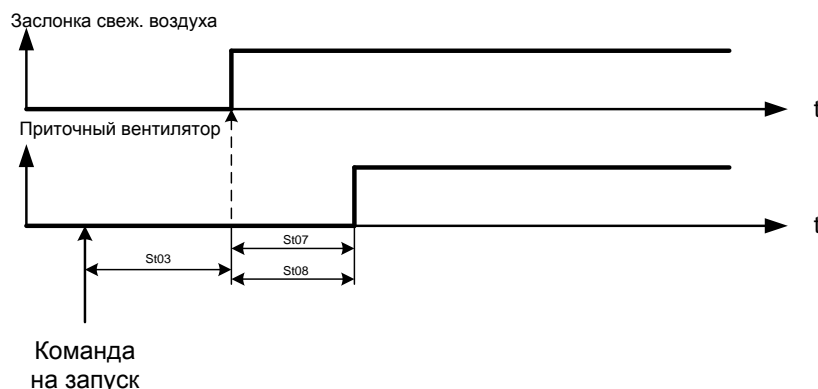 Заслонка свеж. воздуха
t
Приточный вентилятор
t
St07
St03
St08
Команда
на запуск